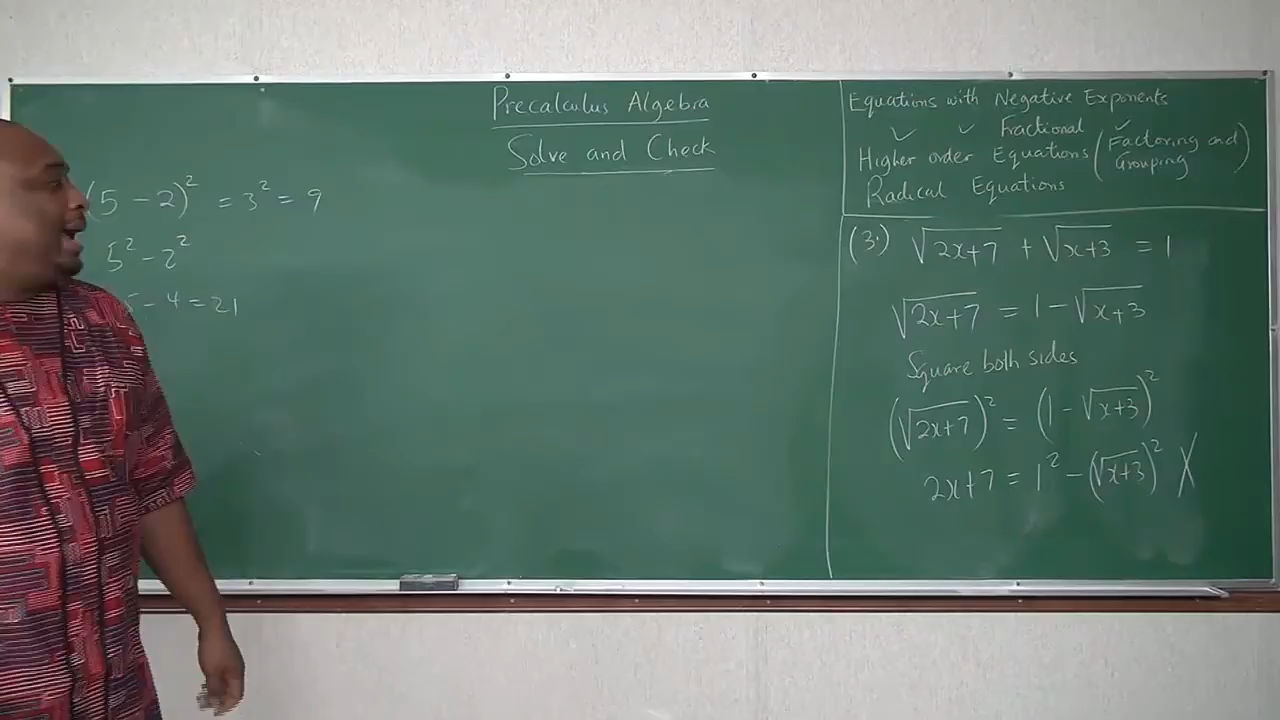 Precalculus Algebra
Solve and Check
(5 - 2)² = 3² = 9
5² - 2²
5 - 4 = 21
Equations with Negative Exponents
✓ ✓ Fractional ✓
Higher order Equations (Factoring and Grouping)
Radical Equations
(3.) √(2x+7) + √(x+3) = 1
√(2x+7) = 1 - √(x+3)
Square both sides
(√(2x+7))² = (1 - √(x+3))²
2x+7 = 1² - (√(x+3))² X